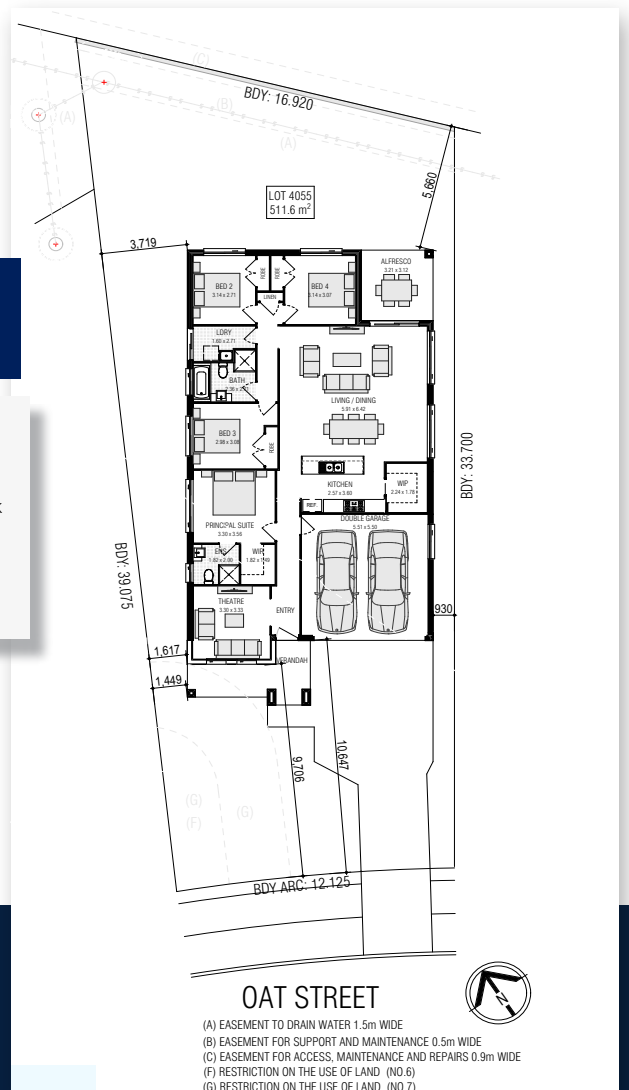 (C)
BDY: 16.920
(A)
(B)
(A)
5,660
LOT 4055
511.6 m²
3,719
ALFRESCO
3.21 x 3.12
BED 2
3.14 x 2.71
ROBE
ROBE
BED 4
3.14 x 3.07
LINEN
LDRY
1.60 x 2.71
BATH
LIVING / DINING
5.91 x 6.42
BED 3
2.98 x 3.08
ROBE
BDY: 33.700
KITCHEN
2.57 x 3.60
WIP
2.24 x 1.78
REF.
PRINCIPAL SUITE
3.30 x 3.56
DOUBLE GARAGE
5.51 x 5.50
BDY: 39.075
ENS
1.82 x 2.00
WIR
1.82 x 1.49
THEATRE
3.30 x 3.33
ENTRY
930
1,617
VERANDAH
1,449
9,706
10,647
(G)
(F)
(G)
BDY ARC: 12.125
OAT STREET
N
(A) EASEMENT TO DRAIN WATER 1.5m WIDE
(B) EASEMENT FOR SUPPORT AND MAINTENANCE 0.5m WIDE
(C) EASEMENT FOR ACCESS, MAINTENANCE AND REPAIRS 0.9m WIDE
(F) RESTRICTION ON THE USE OF LAND (NO.6)
(G) RESTRICTION ON THE USE OF LAND (NO.7)